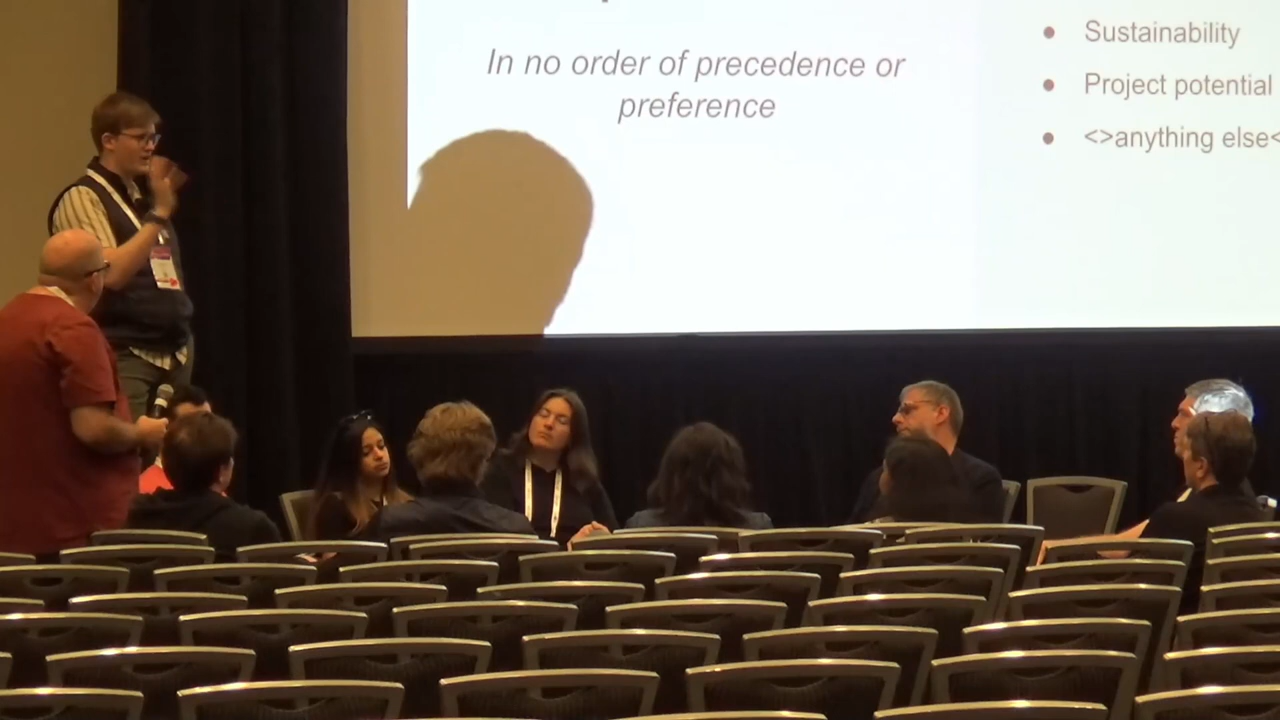 In no order of precedence or
preference
● Sustainability
● Project potential
● <>anything else<